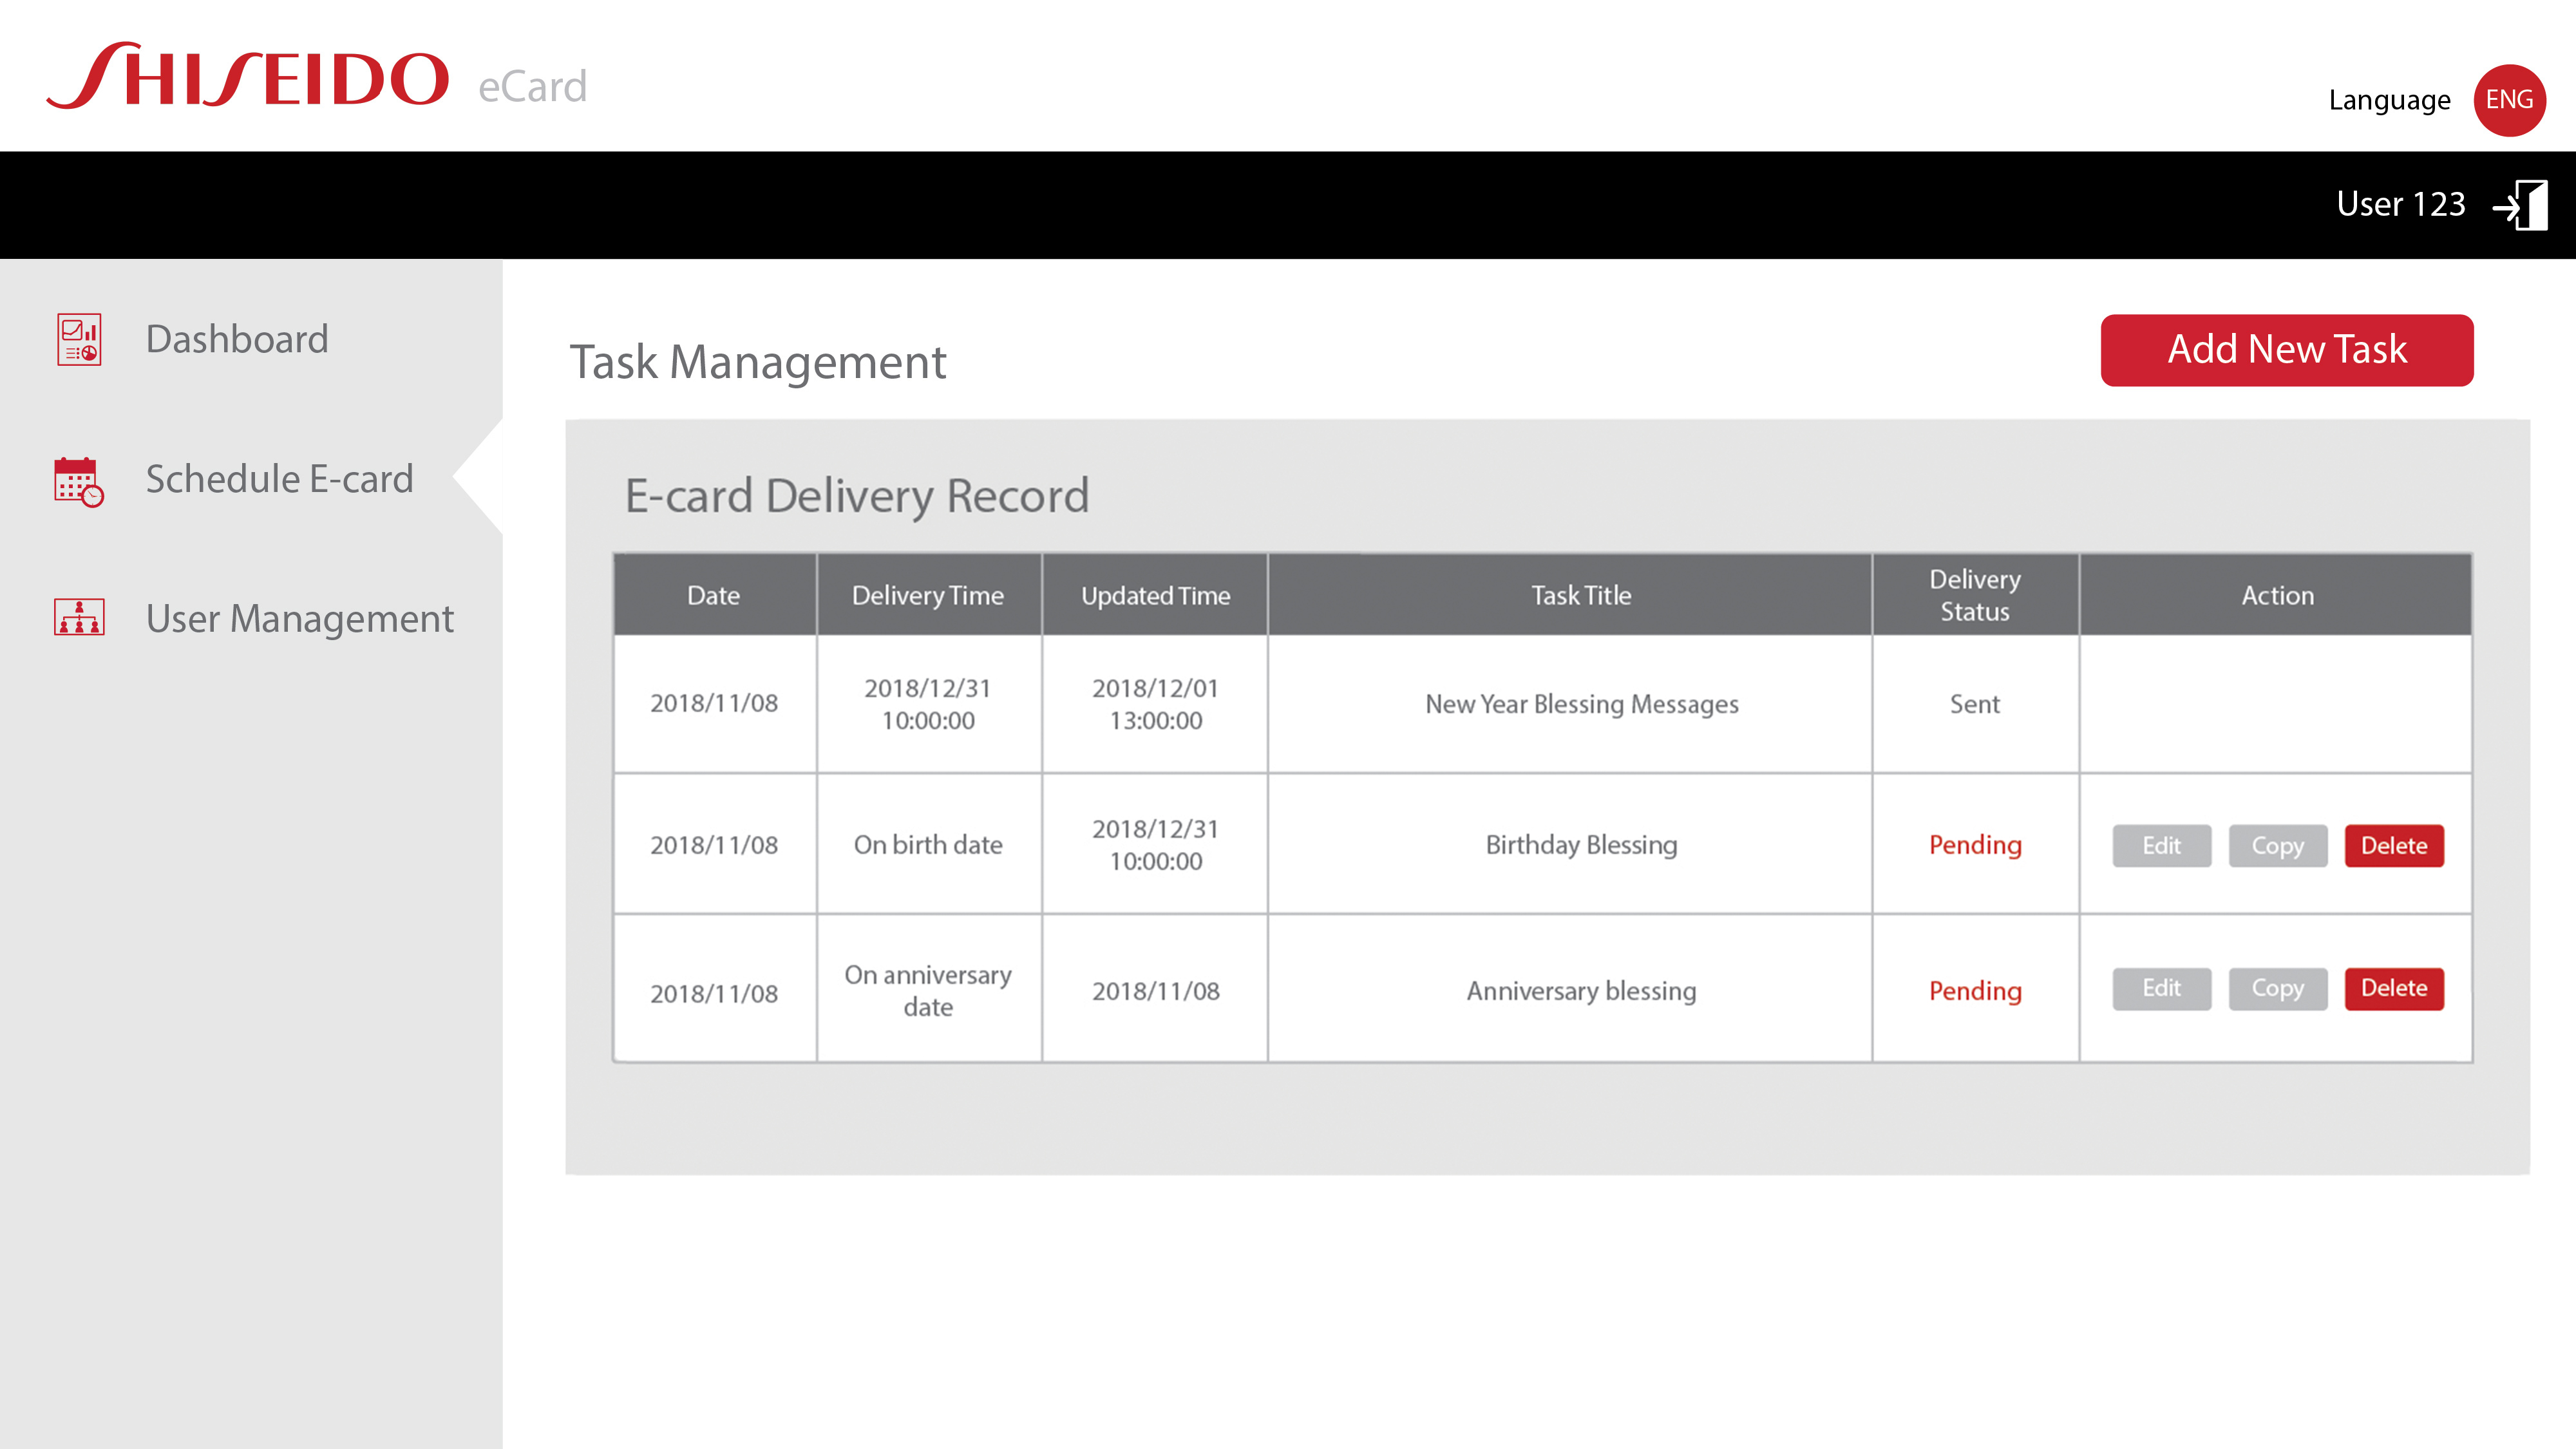 SHISEIDO eCard
Language ENG
User 123
Dashboard
Schedule E-card
User Management
Task Management
Add New Task
E-card Delivery Record
Date Delivery Time Updated Time Task Title Delivery Status Action
2018/11/08 2018/12/31 10:00:00 2018/12/01 13:00:00 New Year Blessing Messages Sent
2018/11/08 On birth date 2018/12/31 10:00:00 Birthday Blessing Pending Edit Copy Delete
2018/11/08 On anniversary date 2018/11/08 Anniversary blessing Pending Edit Copy Delete